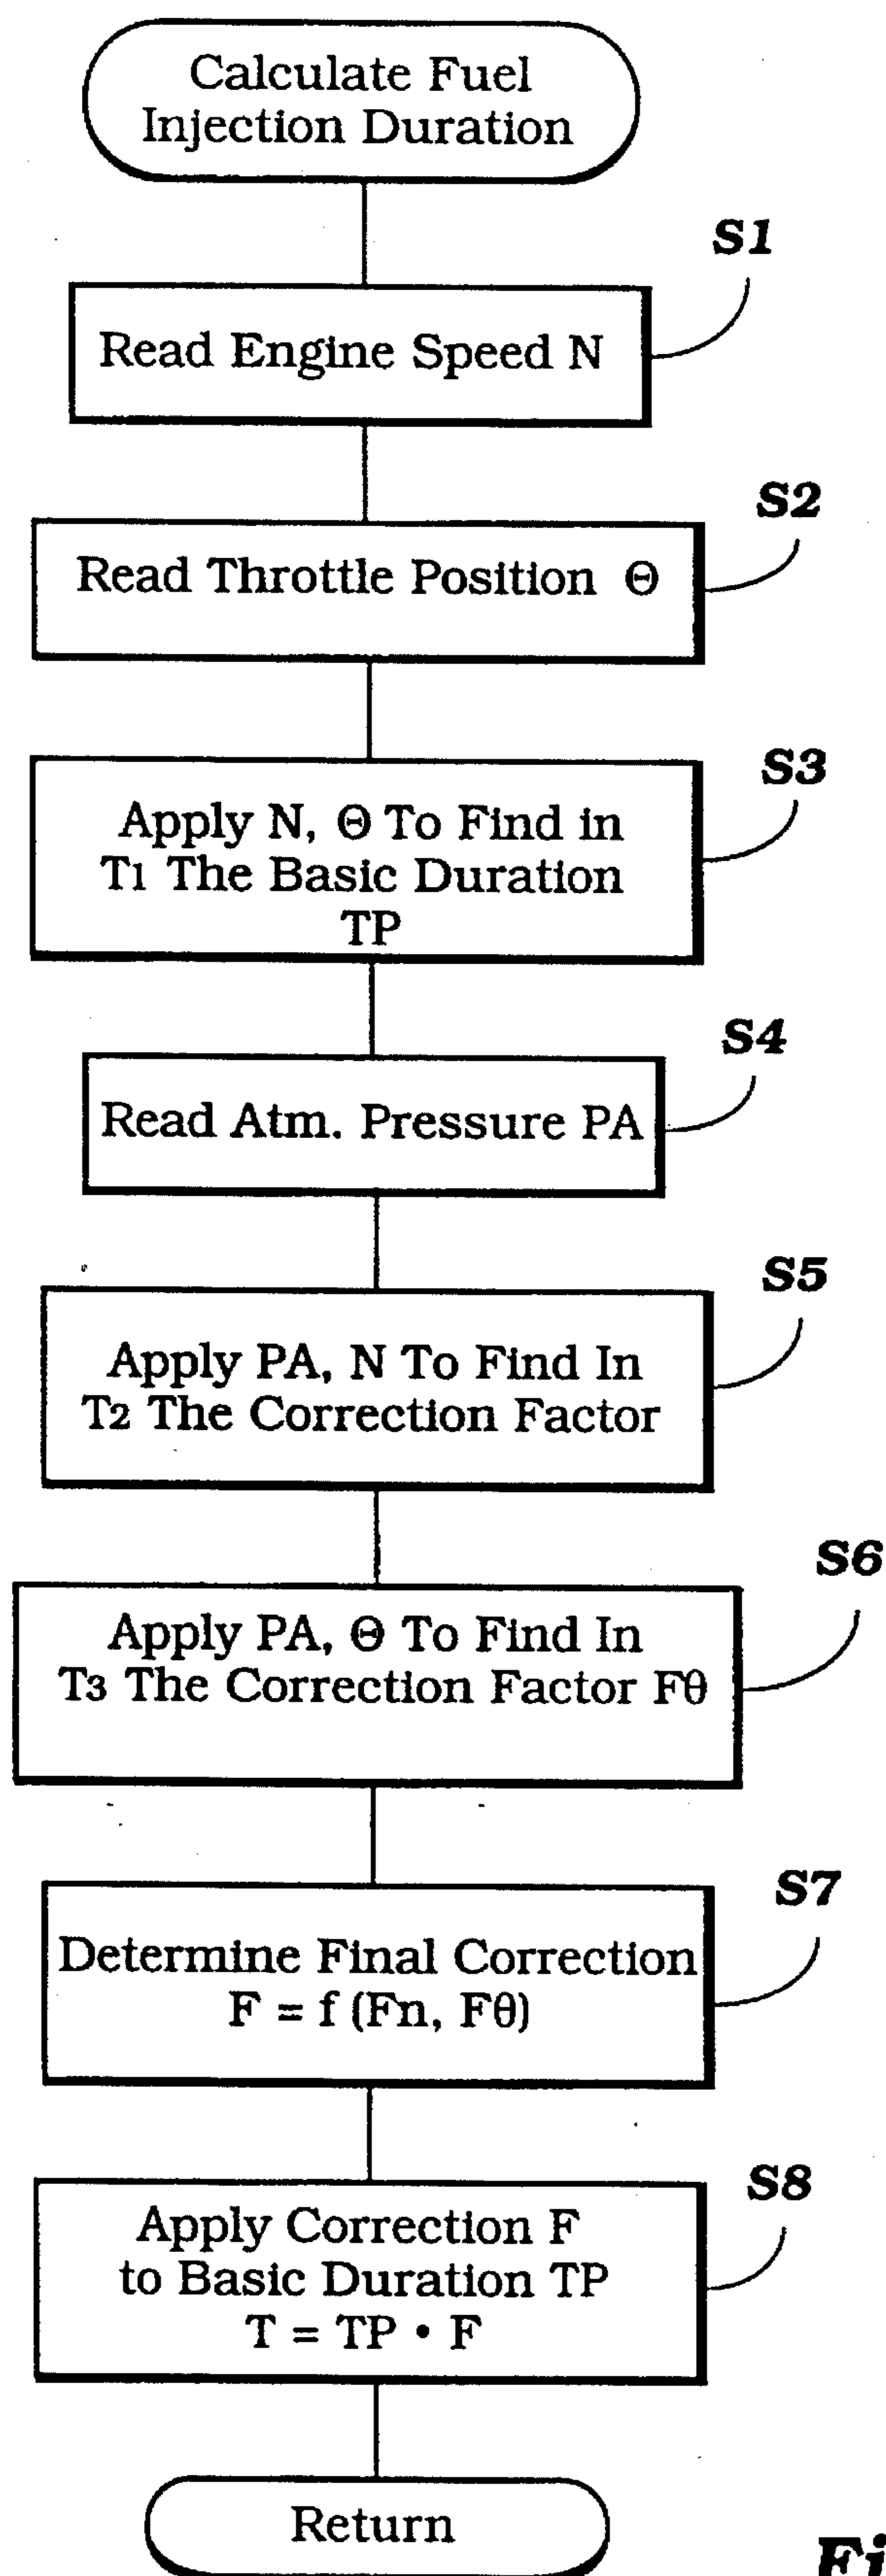 Calculate Fuel
Injection Duration
S1
Read Engine Speed N
S2
Read Throttle Position Θ
S3
Apply N, Θ To Find in
T1 The Basic Duration
TP
S4
Read Atm. Pressure PA
S5
Apply PA, N To Find In
T2 The Correction Factor
S6
Apply PA, Θ To Find In
T3 The Correction Factor Fθ
S7
Determine Final Correction
F = f (Fn, Fθ)
S8
Apply Correction F
to Basic Duration TP
T = TP • F
Return